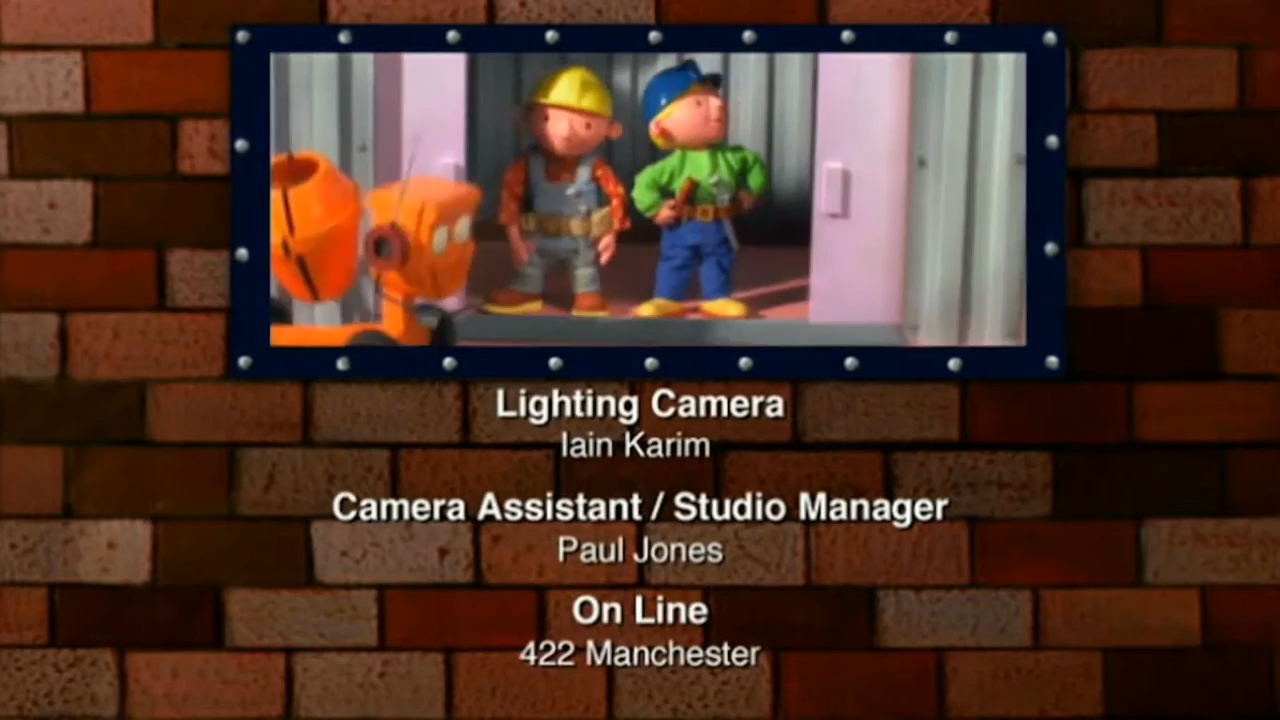 Lighting Camera
Iain Karim
Camera Assistant / Studio Manager
Paul Jones
On Line
422 Manchester